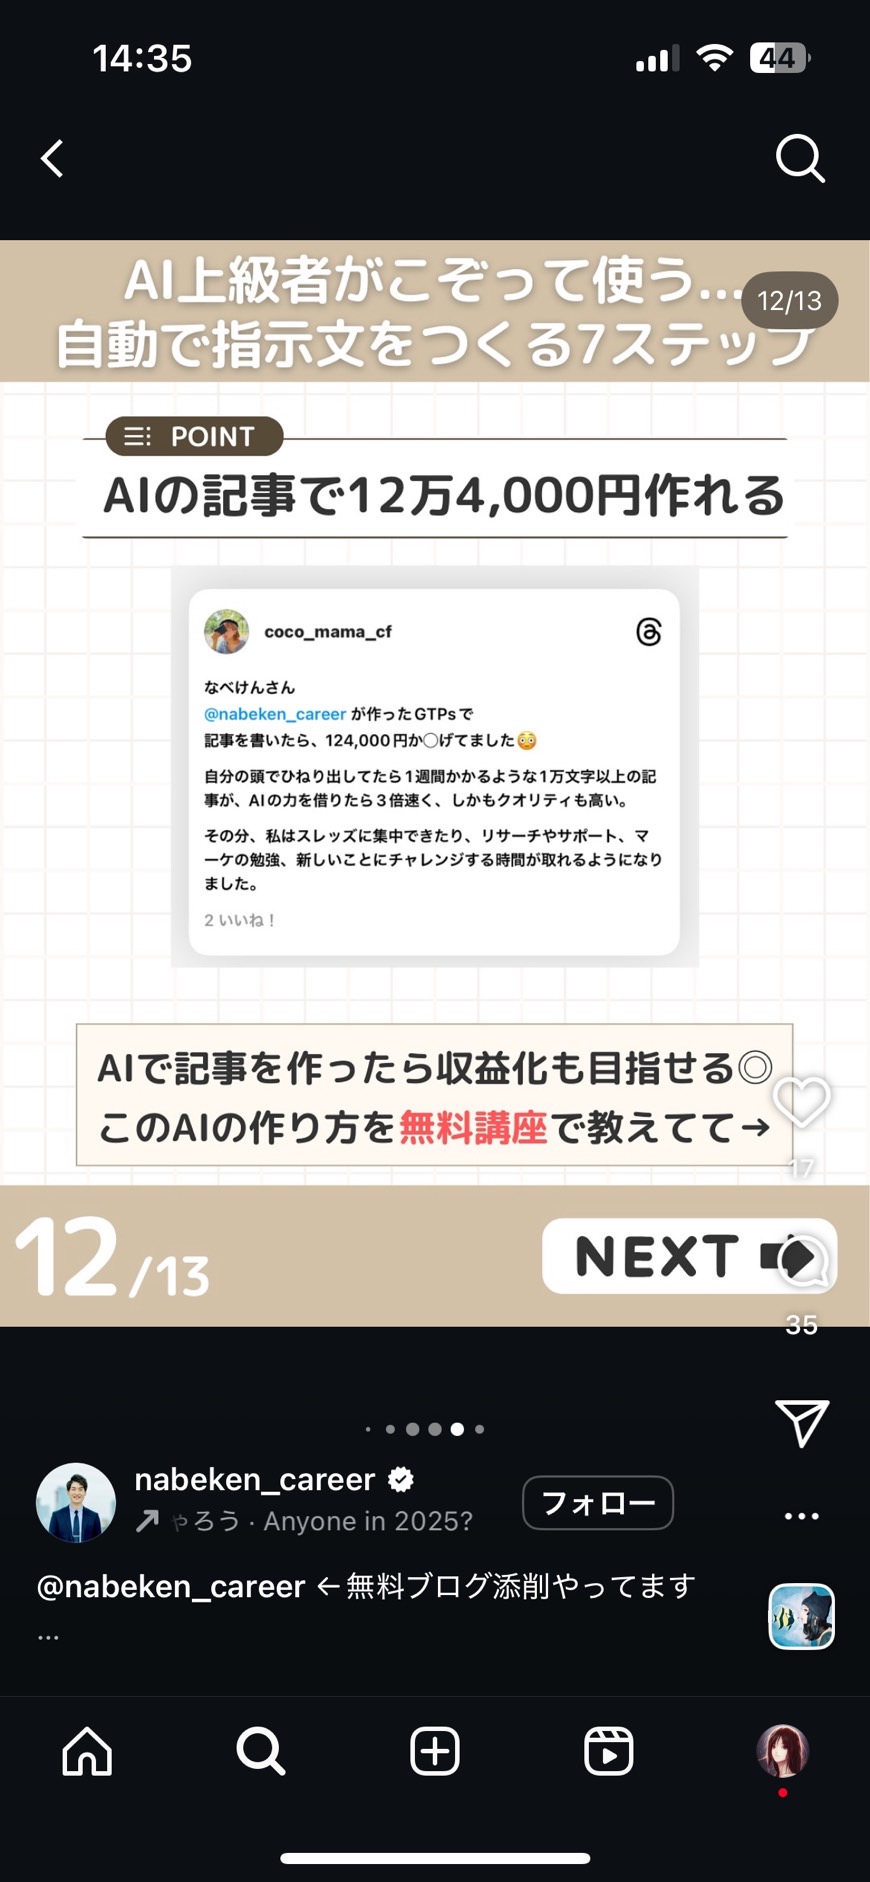 14:35
44
AI上級者がこぞって使う...
12/13
自動で指示文をつくる7ステップ
POINT
AIの記事で12万4,000円作れる
coco_mama_cf
なべけんさん
@nabeken_career が作ったGTPsで
記事を書いたら、124,000円か◯げてました😳
自分の頭でひねり出してたら1週間かかるような1万文字以上の記
事が、AIの力を借りたら3倍速く、しかもクオリティも高い。
その分、私はスレッズに集中できたり、リサーチやサポート、マ
ーケの勉強、新しいことにチャレンジする時間が取れるようになり
ました。
2 いいね！
AIで記事を作ったら収益化も目指せる◎
このAIの作り方を無料講座で教えてて→
17
12/13
NEXT
35
nabeken_career
フォロー
ゃろう · Anyone in 2025?
@nabeken_career ←無料ブログ添削やってます
...